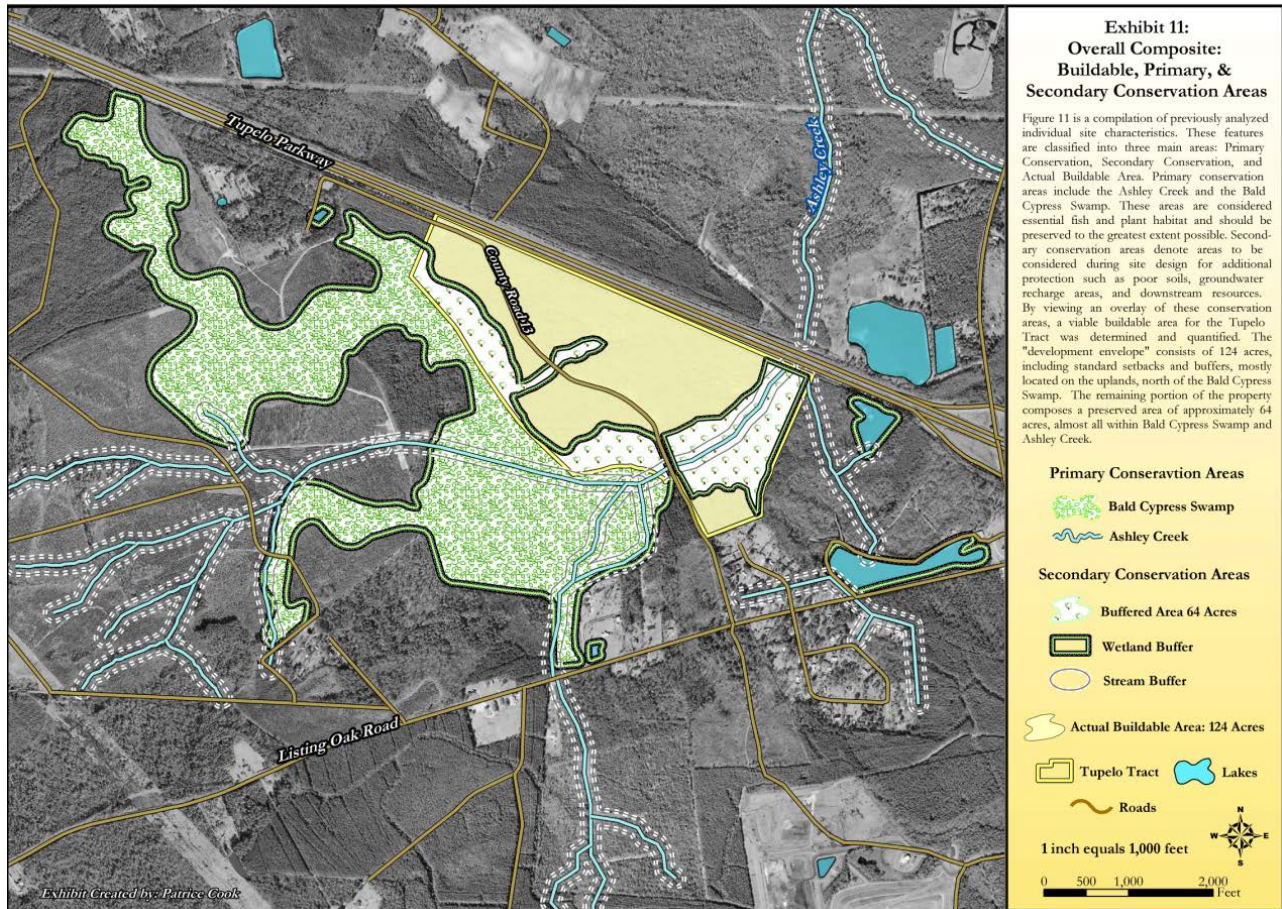 Exhibit 11:
Overall Composite:
Buildable, Primary, &
Secondary Conservation Areas
Figure 11 is a compilation of previously analyzed
individual site characteristics. These features
are classified into three main areas: Primary
Conservation, Secondary Conservation, and
Actual Buildable Area. Primary conservation
areas include the Ashley Creek and the Bald
Cypress Swamp. These areas are considered
essential fish and plant habitat and should be
preserved to the greatest extent possible. Second-
ary conservation areas denote areas to be
considered during site design for additional
protection such as poor soils, groundwater
recharge areas, and downstream resources.
By viewing an overlay of these conservation
areas, a viable buildable area for the Tupelo
Tract was determined and quantified. The
"development envelope" consists of 124 acres,
including standard setbacks and buffers, mostly
located on the uplands, north of the Bald Cypress
Swamp. The remaining portion of the property
composes a preserved area of approximately 64
acres, almost all within Bald Cypress Swamp and
Ashley Creek.
Primary Conseravtion Areas
Bald Cypress Swamp
Ashley Creek
Secondary Conservation Areas
Buffered Area 64 Acres
Wetland Buffer
Stream Buffer
Actual Buildable Area: 124 Acres
Tupelo Tract
Lakes
Roads
N
W E
S
1 inch equals 1,000 feet
0 500 1,000 2,000
Feet
Tupelo Parkway
Ashley Creek
County Road 13
Listing Oak Road
Exhibit Created by: Patrice Cook